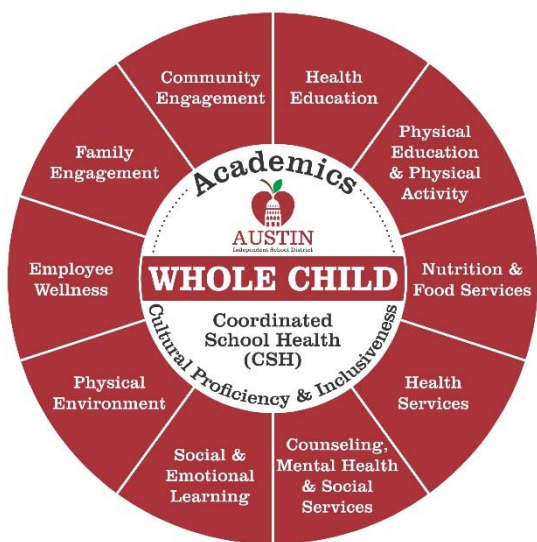 Community
Engagement
Health
Education
Physical
Education
& Physical
Activity
Nutrition &
Food Services
Health
Services
Counseling,
Mental Health
& Social
Services
Social &
Emotional
Learning
Physical
Environment
Employee
Wellness
Family
Engagement
Academics
AUSTIN
Independent School District
WHOLE CHILD
Coordinated
School Health
(CSH)
Cultural Proficiency & Inclusiveness